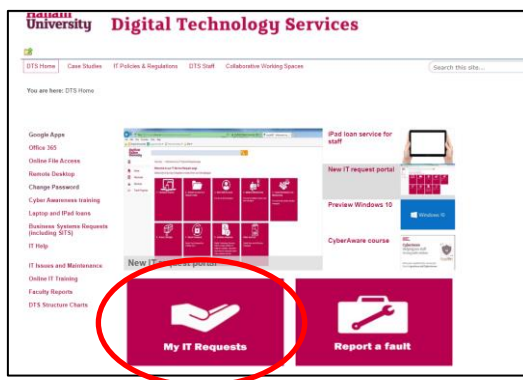 Hallam
University Digital Technology Services
DTS Home Case Studies IT Policies & Regulations DTS Staff Collaborative Working Spaces Search this site...
You are here: DTS Home
Google Apps
Office 365
Online File Access
Remote Desktop
Change Password
Cyber Awareness training
Laptop and iPad loans
Business Systems Requests
(including SITS)
IT Help
IT Issues and Maintenance
Online IT Training
Faculty Reports
DTS Structure Charts
New IT request portal
iPad loan service for
staff
New IT request portal
Preview Windows 10
Windows 10
CyberAware course
My IT Requests Report a fault